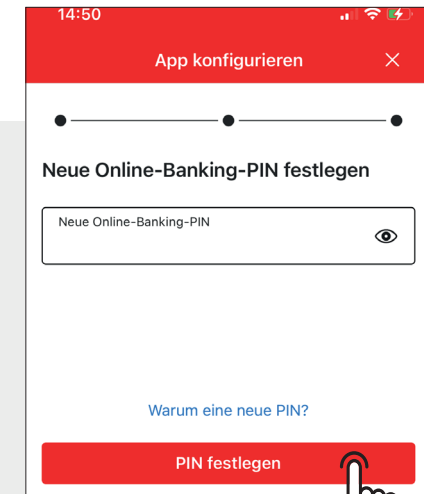 14:50
App konfigurieren
Neue Online-Banking-PIN festlegen
Neue Online-Banking-PIN
Warum eine neue PIN?
PIN festlegen